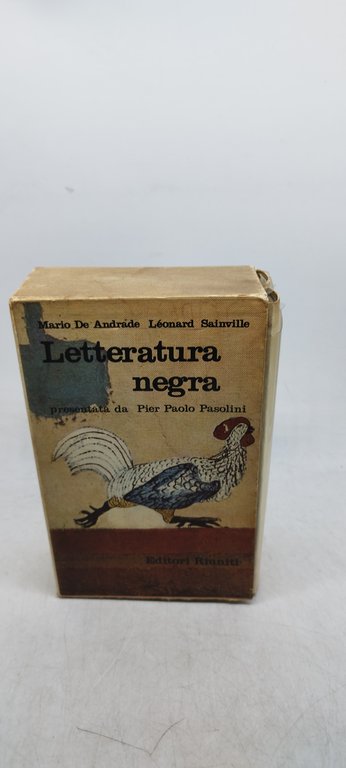 Mario De Andrade Léonard Sainville
Letteratura
negra
presentata da Pier Paolo Pasolini
Editori Riuniti